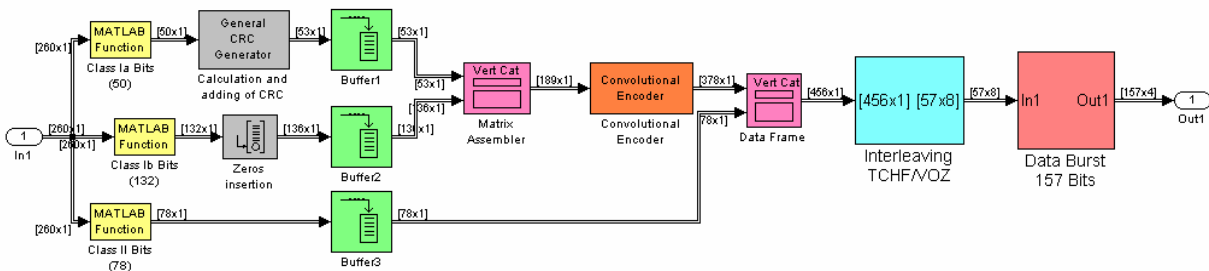 1
In1
[260x1]
[260x1]
[260x1]
[260x1]
MATLAB
Function
Class Ia Bits
(50)
[50x1]
General
CRC
Generator
Calculation and
adding of CRC
[53x1]
Buffer1
[53x1]
[53x1]
MATLAB
Function
Class Ib Bits
(132)
[132x1]
Zeros
insertion
[136x1]
Buffer2
[136x1]
[136x1]
MATLAB
Function
Class II Bits
(78)
[78x1]
Buffer3
[78x1]
[78x1]
Vert Cat
Matrix
Assembler
[189x1]
Convolutional
Encoder
Convolutional
Encoder
[378x1]
Vert Cat
Data Frame
[456x1]
[456x1] [57x8]
Interleaving
TCHF/VOZ
[57x8]
In1 Out1
Data Burst
157 Bits
[157x4]
1
Out1